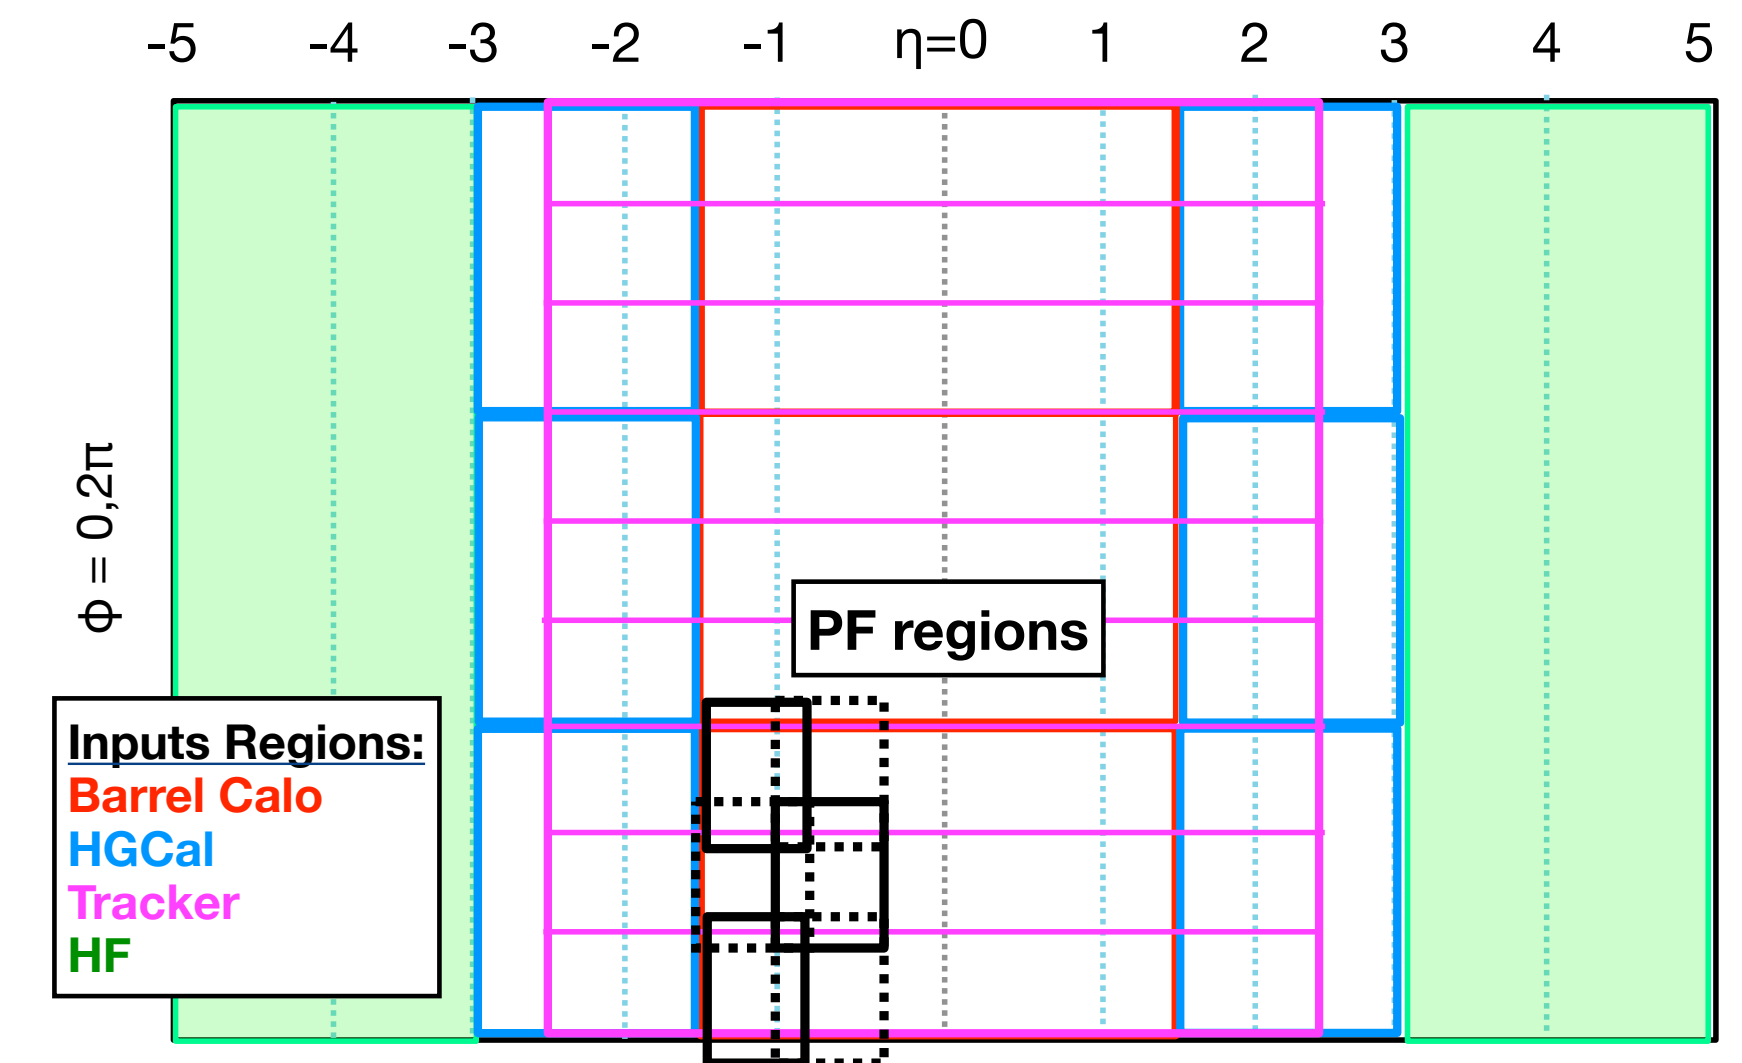 -5 -4 -3 -2 -1 η=0 1 2 3 4 5
ϕ = 0,2π
PF regions
Inputs Regions:
Barrel Calo
HGCal
Tracker
HF